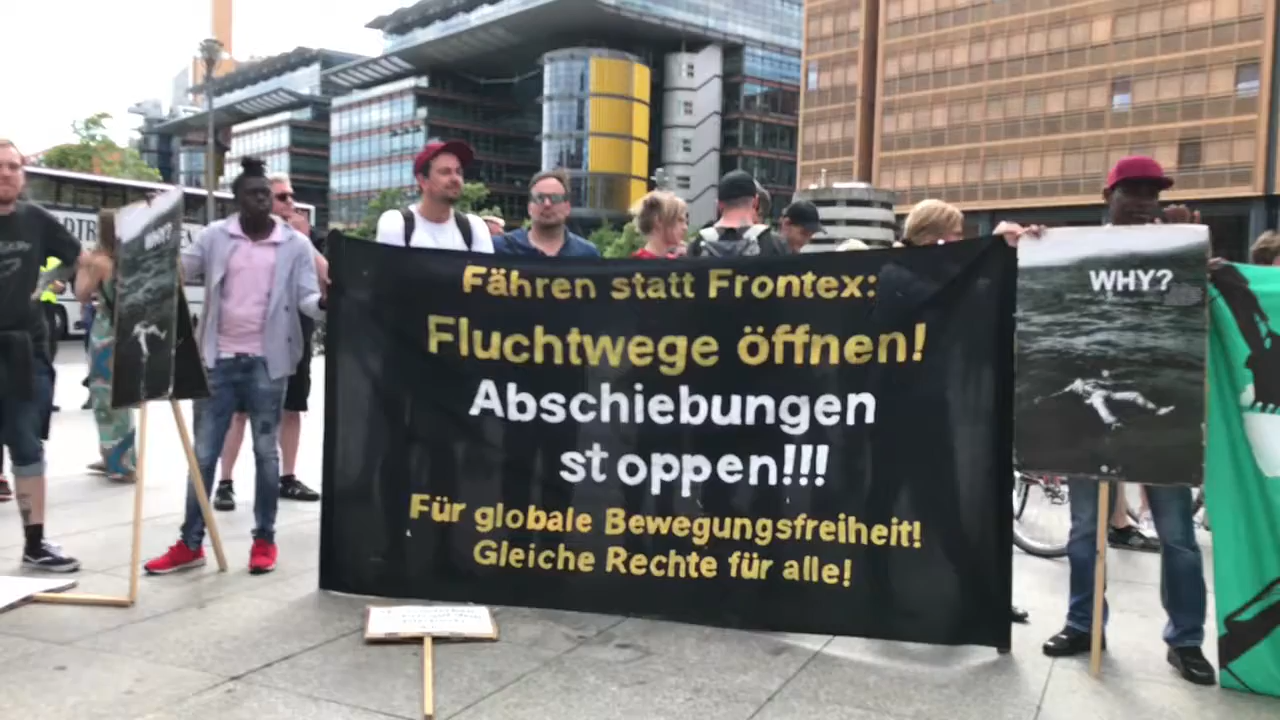 Fähren statt Frontex:
Fluchtwege öffnen!
Abschiebungen
stoppen!!!
Für globale Bewegungsfreiheit!
Gleiche Rechte für alle!
WHY?